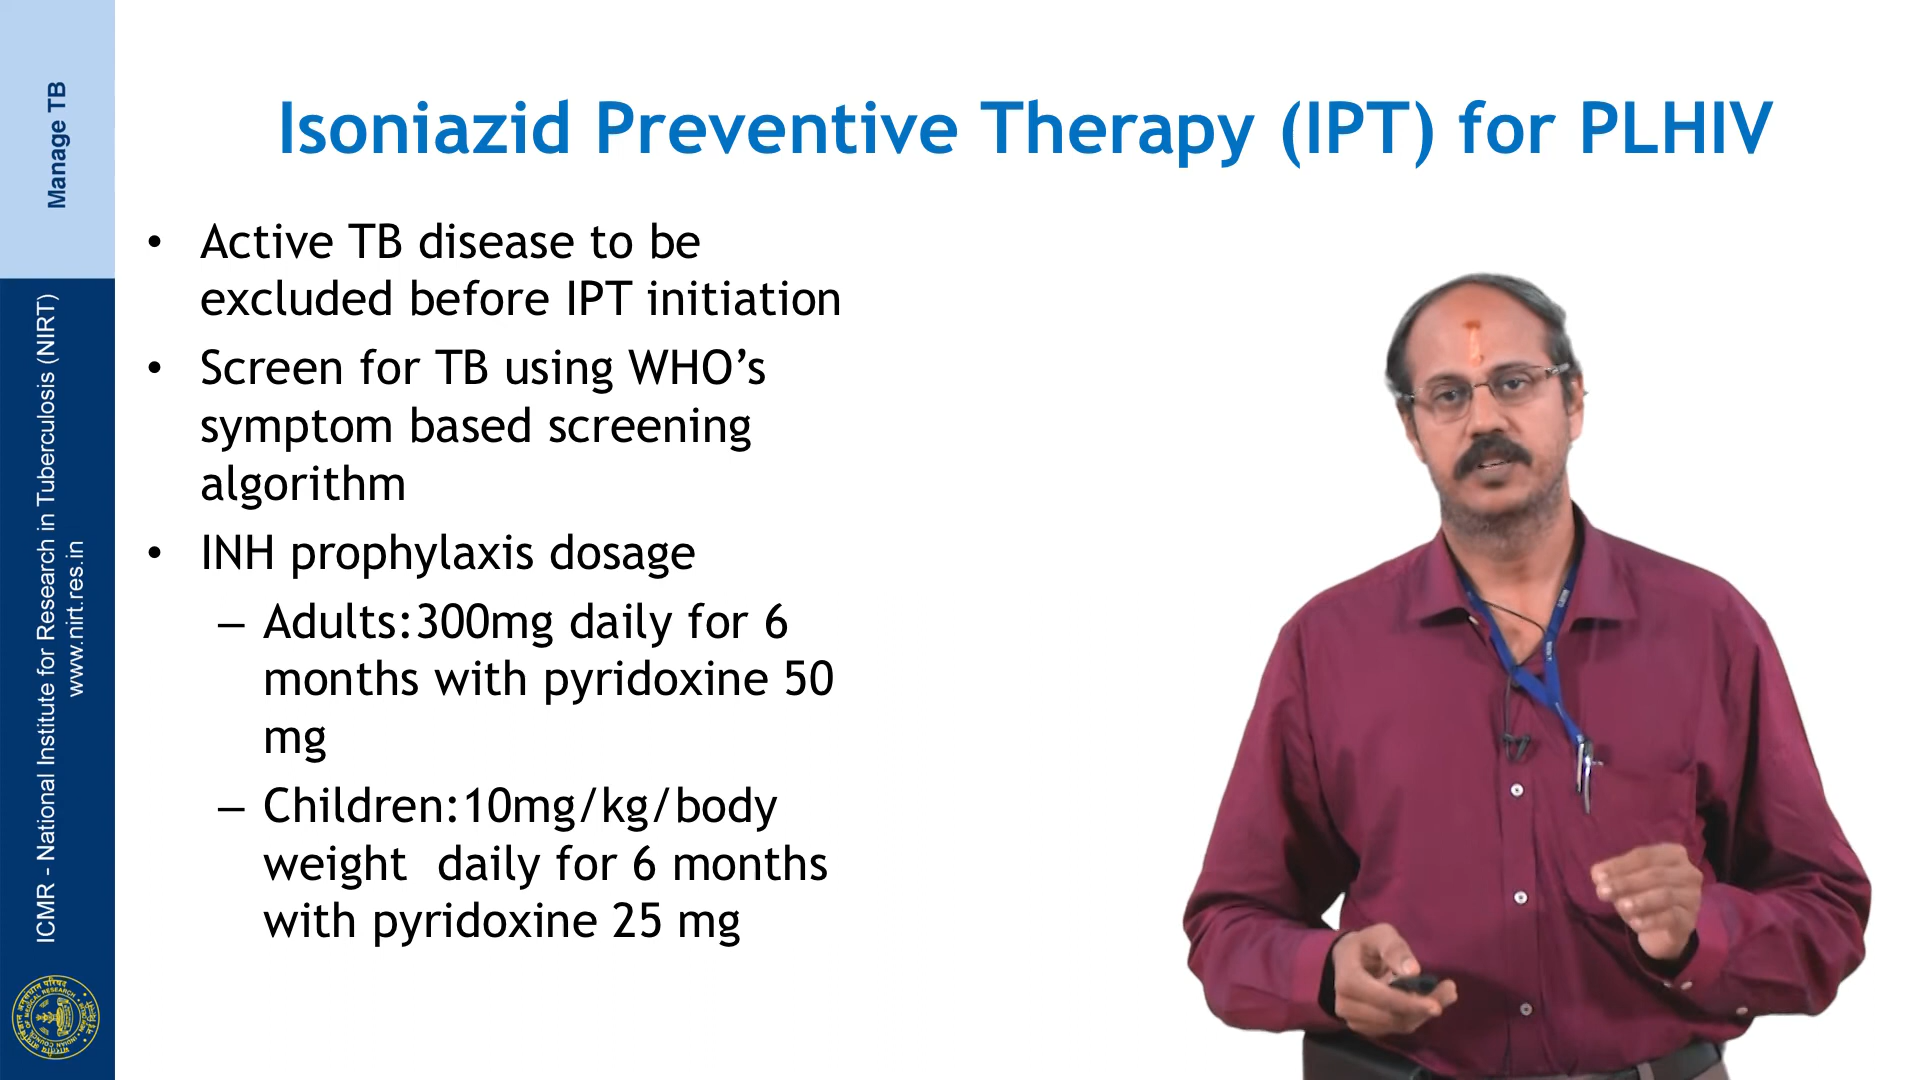 Manage TB
ICMR - National Institute for Research in Tuberculosis (NIRT)
www.nirt.res.in
Isoniazid Preventive Therapy (IPT) for PLHIV
• Active TB disease to be
excluded before IPT initiation
• Screen for TB using WHO’s
symptom based screening
algorithm
• INH prophylaxis dosage
– Adults:300mg daily for 6
months with pyridoxine 50
mg
– Children:10mg/kg/body
weight daily for 6 months
with pyridoxine 25 mg